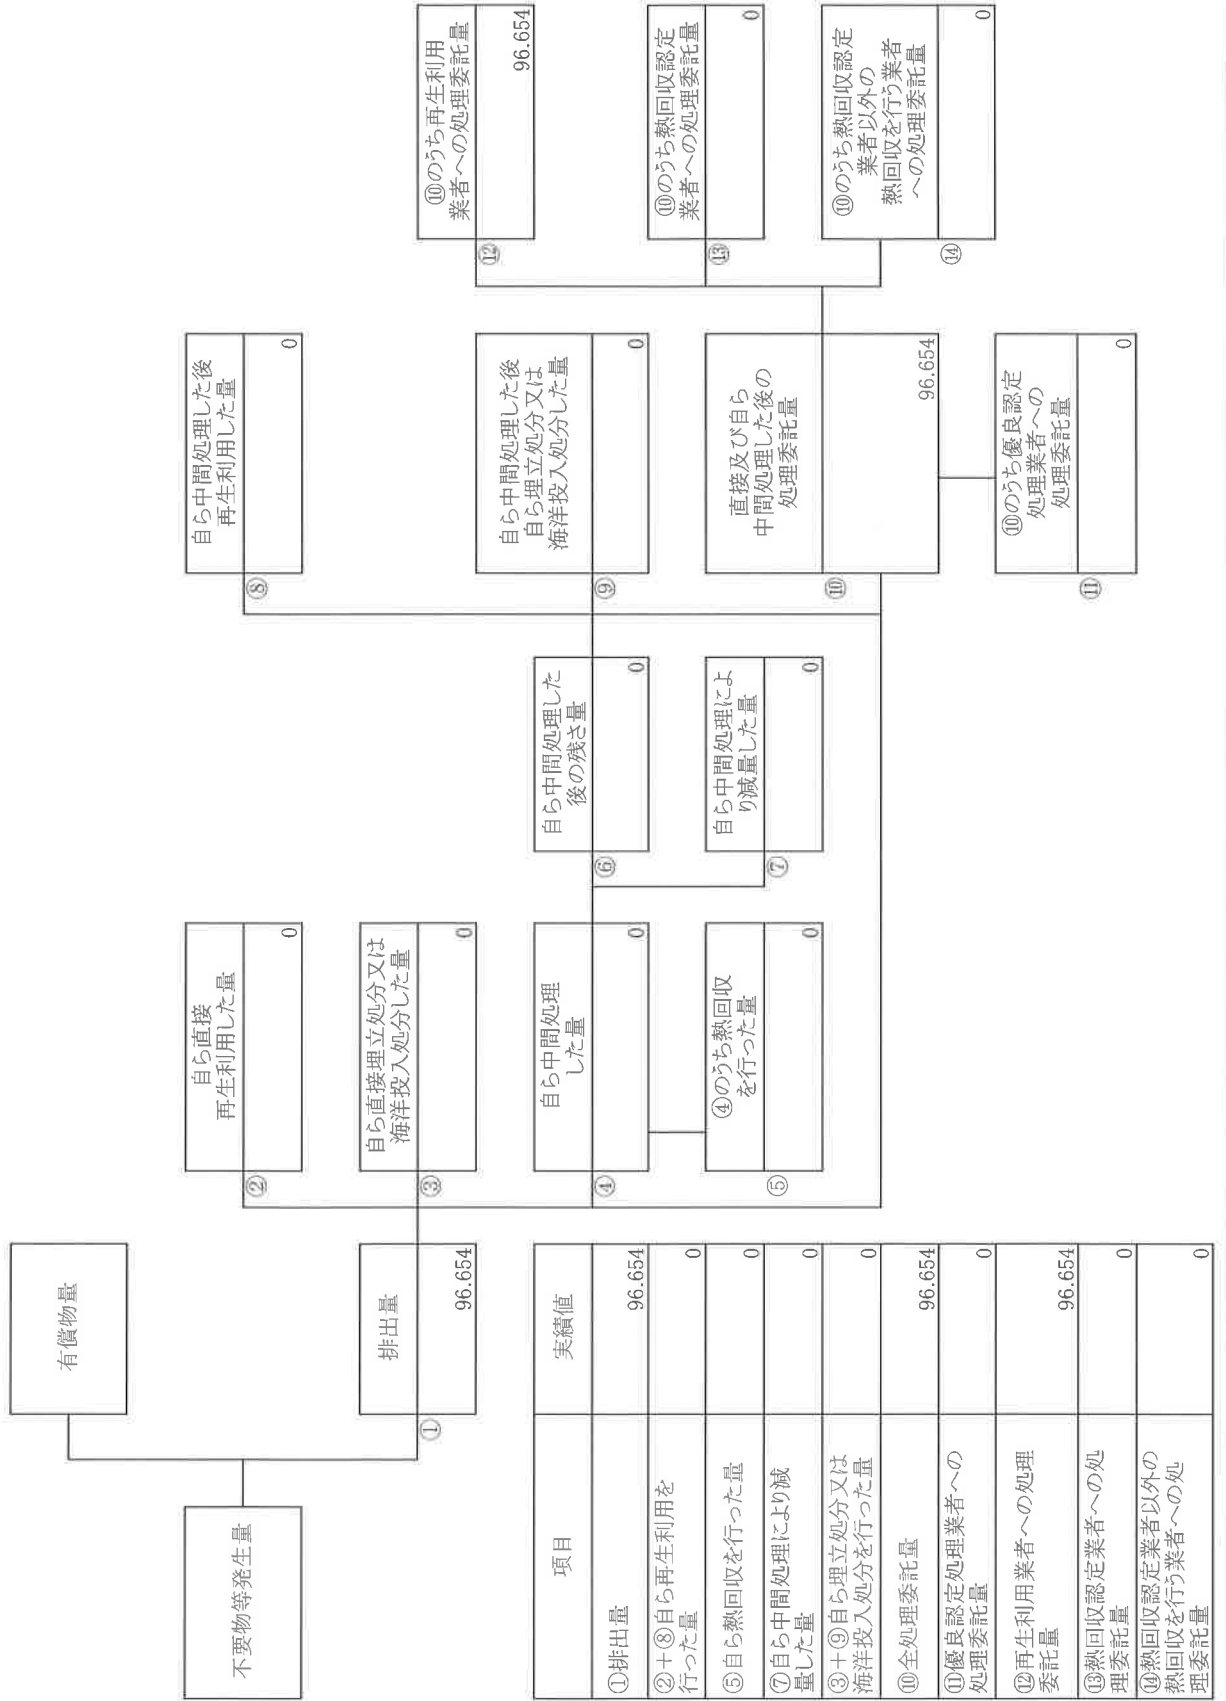 不要物等発生量
有償物量
①
排出量
96.654
②
自ら直接
再生利用した量
0
③
自ら直接埋立処分又は
海洋投入処分した量
0
④
自ら中間処理
した量
0
⑤
④のうち熱回収
を行った量
0
⑥
自ら中間処理した
後の残さ量
0
⑦
自ら中間処理によ
り減量した量
0
⑧
自ら中間処理した後
再生利用した量
0
⑨
自ら中間処理した後
自ら埋立処分又は
海洋投入処分した量
0
⑩
直接及び自ら
中間処理した後の
処理委託量
96.654
⑪
⑩のうち優良認定
処理業者への
処理委託量
0
⑫
⑩のうち再生利用
業者への処理委託量
96.654
⑬
⑩のうち熱回収認定
業者への処理委託量
0
⑭
⑩のうち熱回収認定
業者以外の
熱回収を行う業者
への処理委託量
0
項目 実績値
①排出量 96.654
②＋⑧自ら再生利用を
行った量 0
⑤自ら熱回収を行った量 0
⑦自ら中間処理により減
量した量 0
③＋⑨自ら埋立処分又は
海洋投入処分を行った量 0
⑩全処理委託量 96.654
⑪優良認定処理業者への
処理委託量 0
⑫再生利用業者への処理
委託量 96.654
⑬熱回収認定業者への処
理委託量 0
⑭熱回収認定業者以外の
熱回収を行う業者への処
理委託量 0